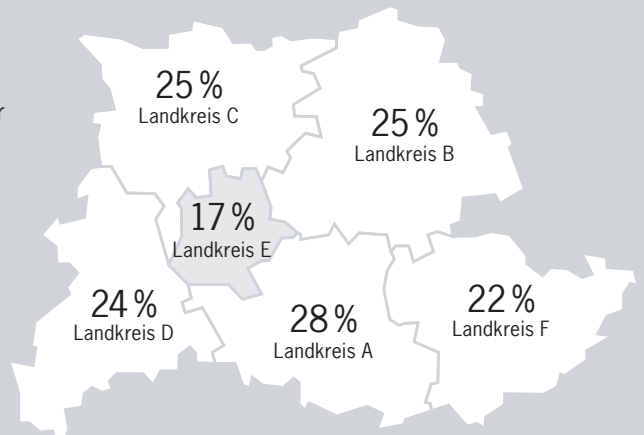 r
25 %
Landkreis C
25 %
Landkreis B
17 %
Landkreis E
24 %
Landkreis D
28 %
Landkreis A
22 %
Landkreis F